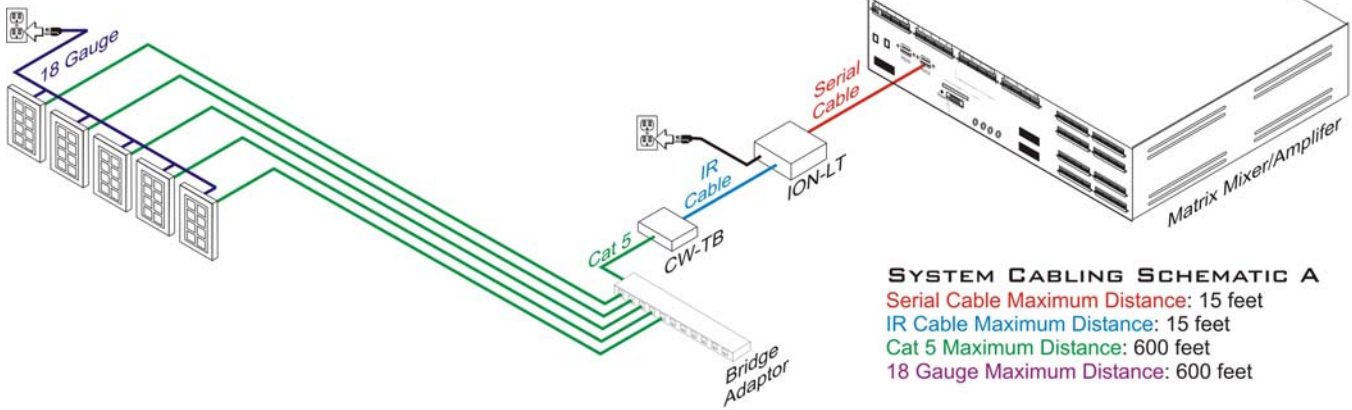 18 Gauge
Serial
Cable
ION-LT
IR
Cable
CW-TB
Cat 5
Bridge
Adaptor
Matrix Mixer/Amplifer
SYSTEM CABLING SCHEMATIC A
Serial Cable Maximum Distance: 15 feet
IR Cable Maximum Distance: 15 feet
Cat 5 Maximum Distance: 600 feet
18 Gauge Maximum Distance: 600 feet